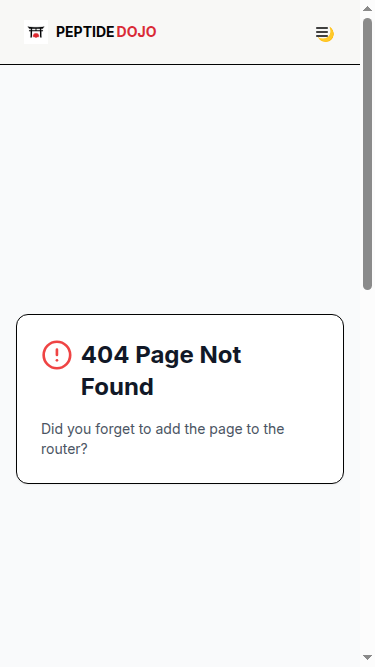 PEPTIDE DOJO
404 Page Not
Found
Did you forget to add the page to the
router?